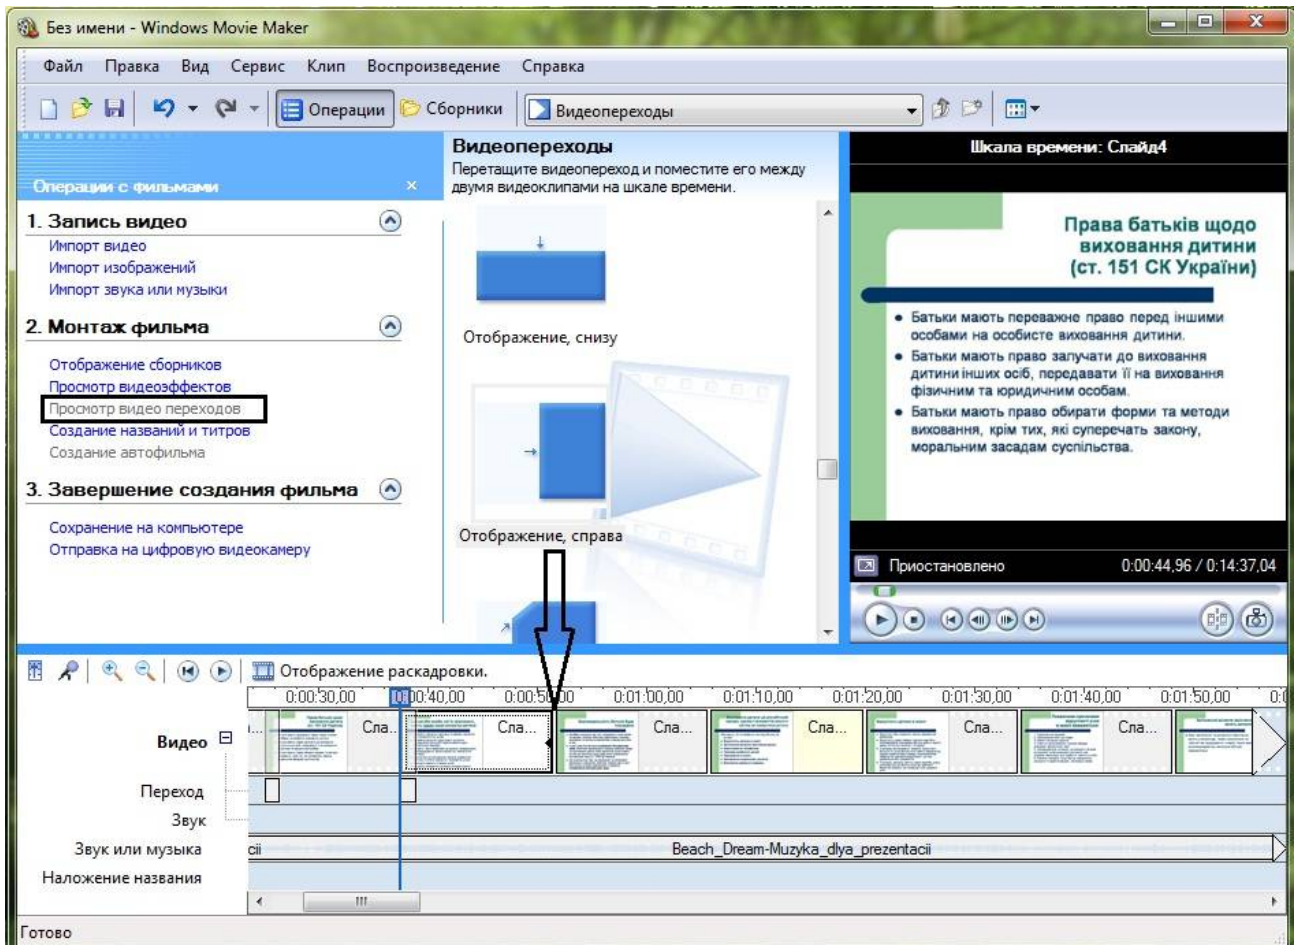 Без имени - Windows Movie Maker
Файл Правка Вид Сервис Клип Воспроизведение Справка
Операции Сборники Видеопереходы
Операции с фильмами
1. Запись видео
Импорт видео
Импорт изображений
Импорт звука или музыки
2. Монтаж фильма
Отображение сборников
Просмотр видеоэффектов
Просмотр видео переходов
Создание названий и титров
Создание автофильма
3. Завершение создания фильма
Сохранение на компьютере
Отправка на цифровую видеокамеру
Видеопереходы
Перетащите видеопереход и поместите его между
двумя видеоклипами на шкале времени.
Отображение, снизу
Отображение, справа
Шкала времени: Слайд4
Права батьків щодо
виховання дитини
(ст. 151 СК України)
• Батьки мають переважне право перед іншими
особами на особисте виховання дитини.
• Батьки мають право залучати до виховання
дитини інших осіб, передавати її на виховання
фізичним та юридичним особам.
• Батьки мають право обирати форми та методи
виховання, крім тих, які суперечать закону,
моральним засадам суспільства.
Приостановлено 0:00:44,96 / 0:14:37,04
Отображение раскадровки.
0:00:30,00 0:00:40,00 0:00:50,00 0:01:00,00 0:01:10,00 0:01:20,00 0:01:30,00 0:01:40,00 0:01:50,00
Видео Сла... Сла... Сла... Сла... Сла... Сла...
Переход
Звук
Звук или музыка cii Beach_Dream-Muzyka_dlya_prezentacii
Наложение названия
Готово